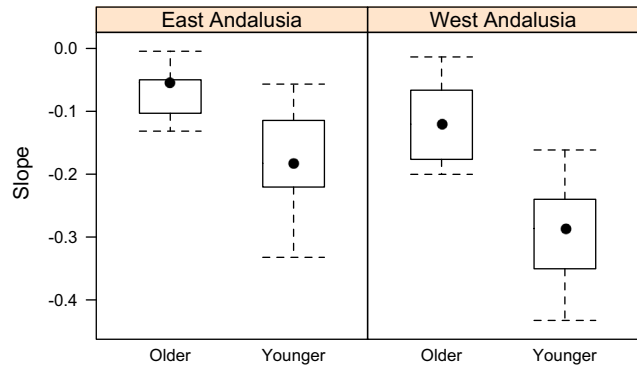 East Andalusia
West Andalusia
0.0
-0.1
-0.2
-0.3
-0.4
Slope
Older
Younger
Older
Younger